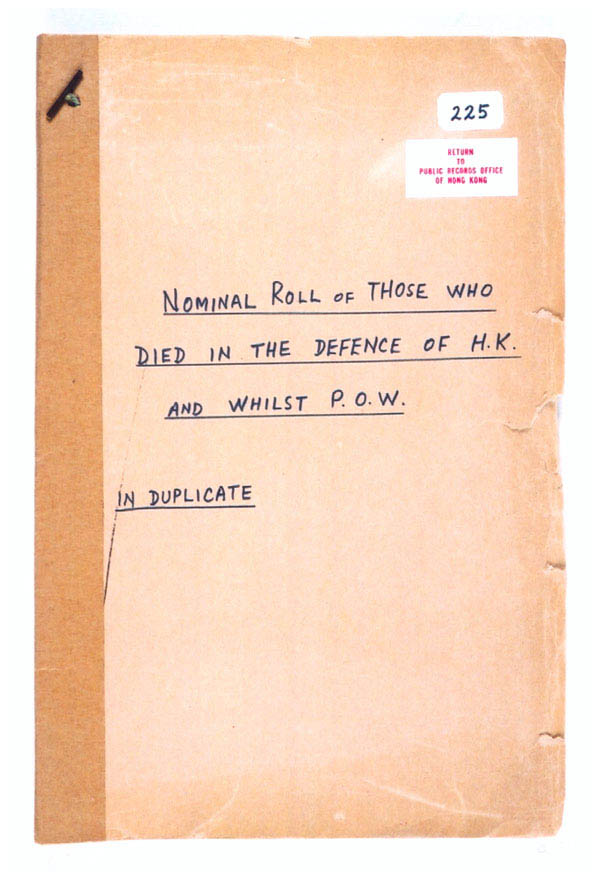 225
RETURN
TO
PUBLIC RECORDS OFFICE
OF HONG KONG
NOMINAL ROLL OF THOSE WHO
DIED IN THE DEFENCE OF H.K.
AND WHILST P.O.W.
IN DUPLICATE